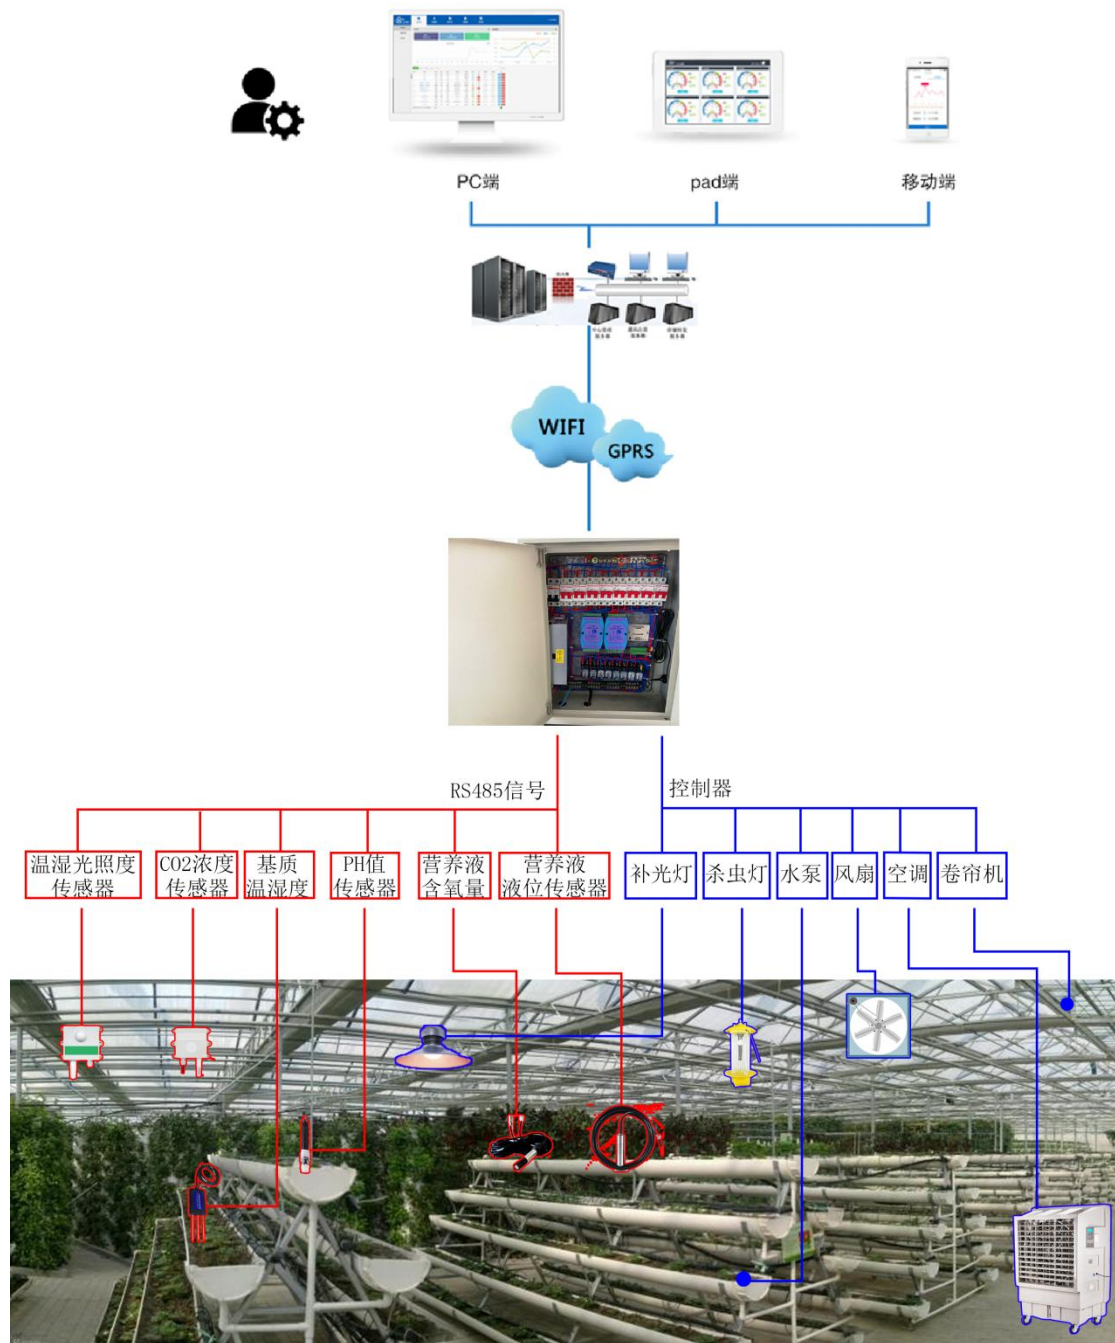 PC端
pad端
移动端
WIFI
GPRS
RS485信号
控制器
温湿光照度
传感器
CO2浓度
传感器
基质
温湿度
PH值
传感器
营养液
含氧量
营养液
液位传感器
补光灯
杀虫灯
水泵
风扇
空调
卷帘机